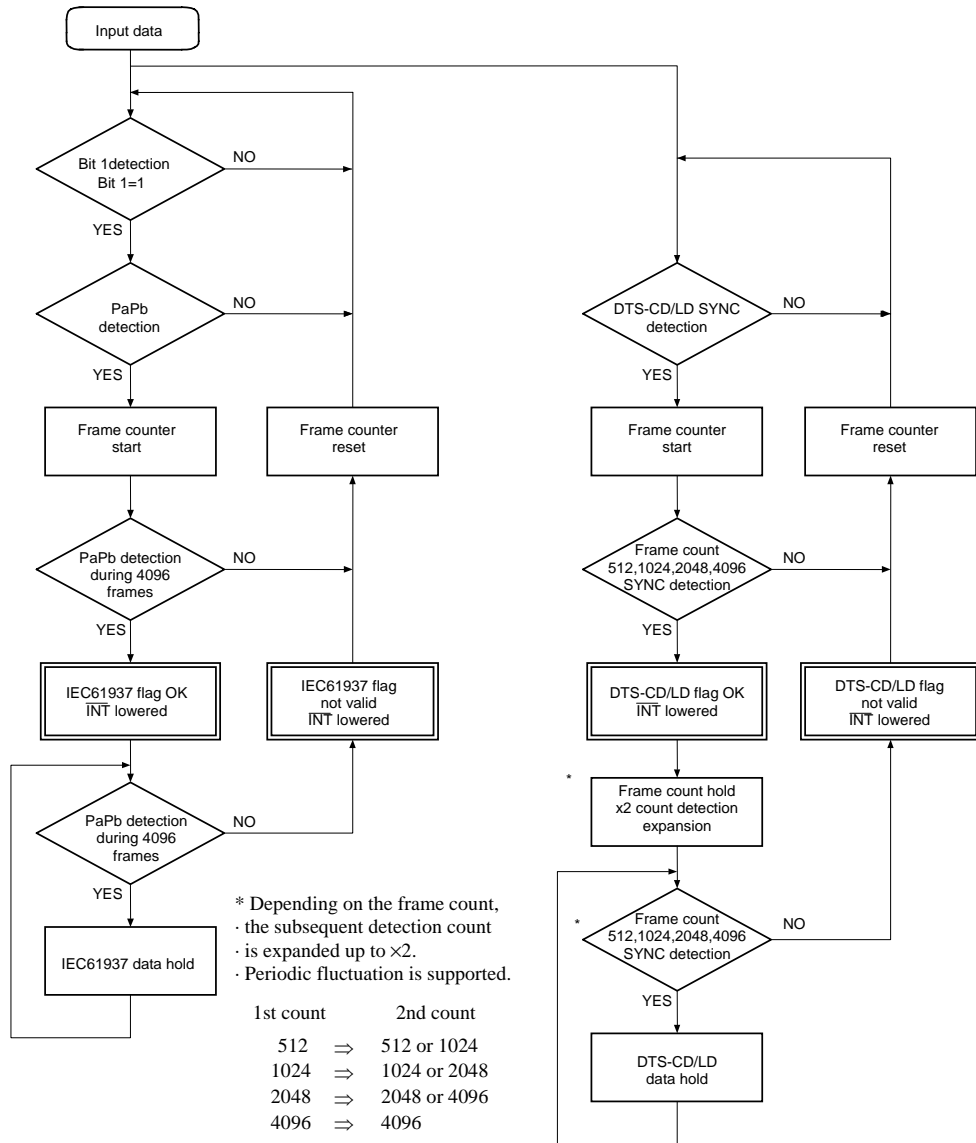 Input data
Bit 1detection
Bit 1=1
NO
YES
PaPb
detection
NO
YES
Frame counter
start
Frame counter
reset
PaPb detection
during 4096
frames
NO
YES
IEC61937 flag OK
INT lowered
IEC61937 flag
not valid
INT lowered
PaPb detection
during 4096
frames
NO
YES
IEC61937 data hold
DTS-CD/LD SYNC
detection
NO
YES
Frame counter
start
Frame counter
reset
Frame count
512,1024,2048,4096
SYNC detection
NO
YES
DTS-CD/LD flag OK
INT lowered
DTS-CD/LD flag
not valid
INT lowered
*
Frame count hold
x2 count detection
expansion
*
Frame count
512,1024,2048,4096
SYNC detection
NO
YES
DTS-CD/LD
data hold
* Depending on the frame count,
· the subsequent detection count
· is expanded up to ×2.
· Periodic fluctuation is supported.
1st count 2nd count
512 ⇒ 512 or 1024
1024 ⇒ 1024 or 2048
2048 ⇒ 2048 or 4096
4096 ⇒ 4096